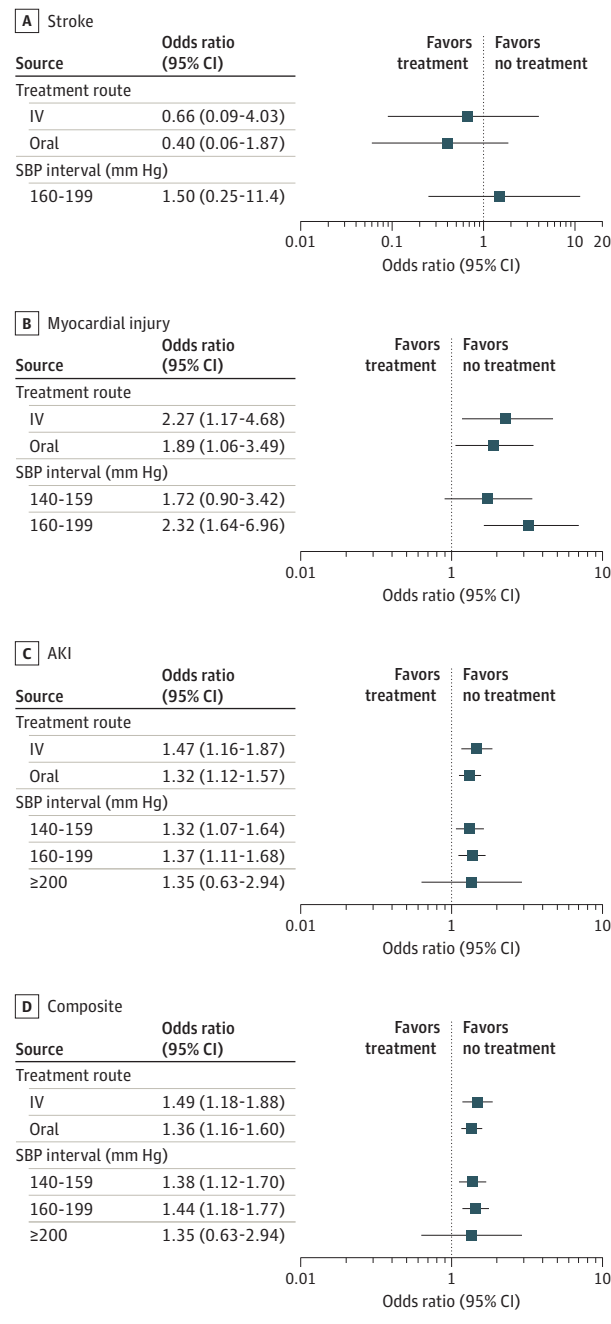 A Stroke
Odds ratio
Source (95% CI)
Favors treatment Favors no treatment
Treatment route
IV 0.66 (0.09-4.03)
Oral 0.40 (0.06-1.87)
SBP interval (mm Hg)
160-199 1.50 (0.25-11.4)
0.01 0.1 1 10 20
Odds ratio (95% CI)
B Myocardial injury
Odds ratio
Source (95% CI)
Favors treatment Favors no treatment
Treatment route
IV 2.27 (1.17-4.68)
Oral 1.89 (1.06-3.49)
SBP interval (mm Hg)
140-159 1.72 (0.90-3.42)
160-199 2.32 (1.64-6.96)
0.01 1 10
Odds ratio (95% CI)
C AKI
Odds ratio
Source (95% CI)
Favors treatment Favors no treatment
Treatment route
IV 1.47 (1.16-1.87)
Oral 1.32 (1.12-1.57)
SBP interval (mm Hg)
140-159 1.32 (1.07-1.64)
160-199 1.37 (1.11-1.68)
≥200 1.35 (0.63-2.94)
0.01 1 10
Odds ratio (95% CI)
D Composite
Odds ratio
Source (95% CI)
Favors treatment Favors no treatment
Treatment route
IV 1.49 (1.18-1.88)
Oral 1.36 (1.16-1.60)
SBP interval (mm Hg)
140-159 1.38 (1.12-1.70)
160-199 1.44 (1.18-1.77)
≥200 1.35 (0.63-2.94)
0.01 1 10
Odds ratio (95% CI)